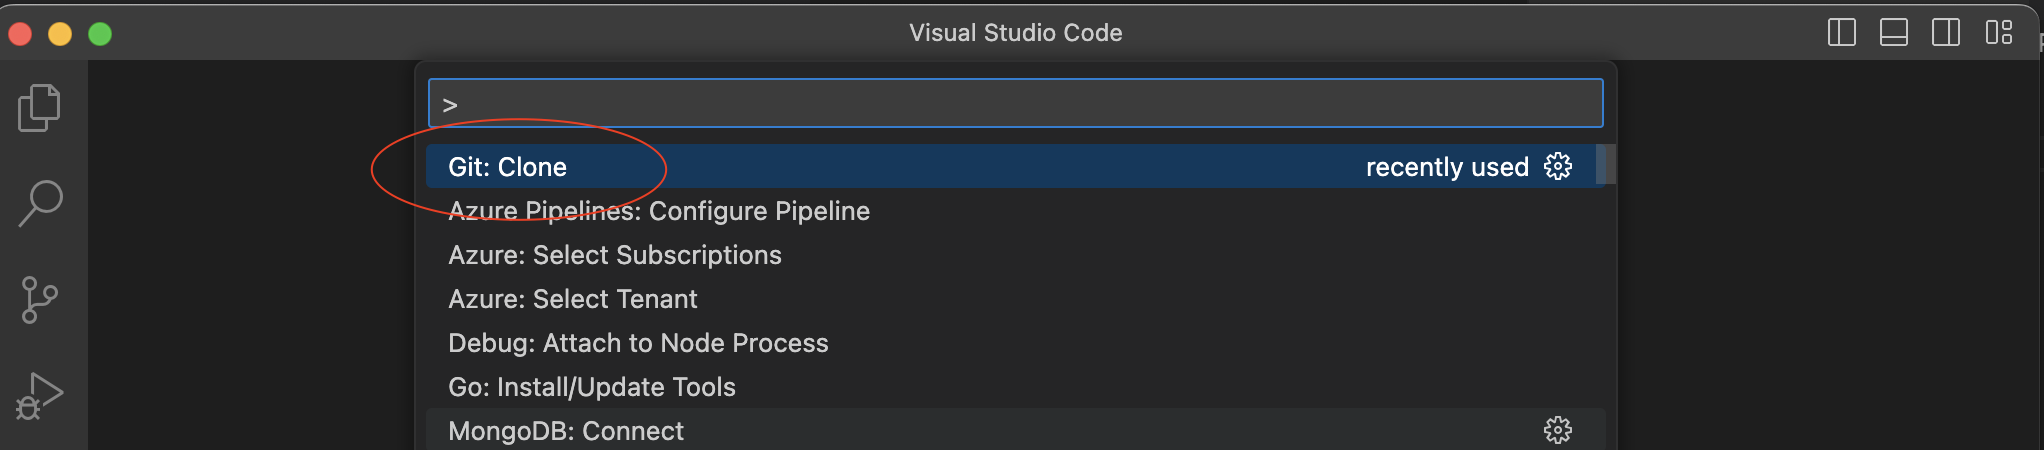 Visual Studio Code
>
Git: Clone recently used
Azure Pipelines: Configure Pipeline
Azure: Select Subscriptions
Azure: Select Tenant
Debug: Attach to Node Process
Go: Install/Update Tools
MongoDB: Connect